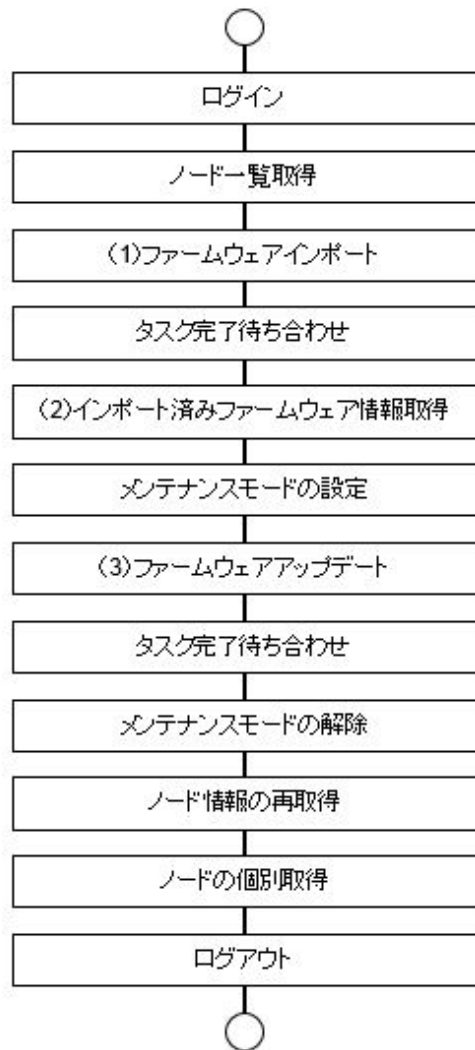 ログイン
ノード一覧取得
(1)ファームウェアインポート
タスク完了待ち合わせ
(2)インポート済みファームウェア情報取得
メンテナンスモードの設定
(3)ファームウェアアップデート
タスク完了待ち合わせ
メンテナンスモードの解除
ノード情報の再取得
ノードの個別取得
ログアウト